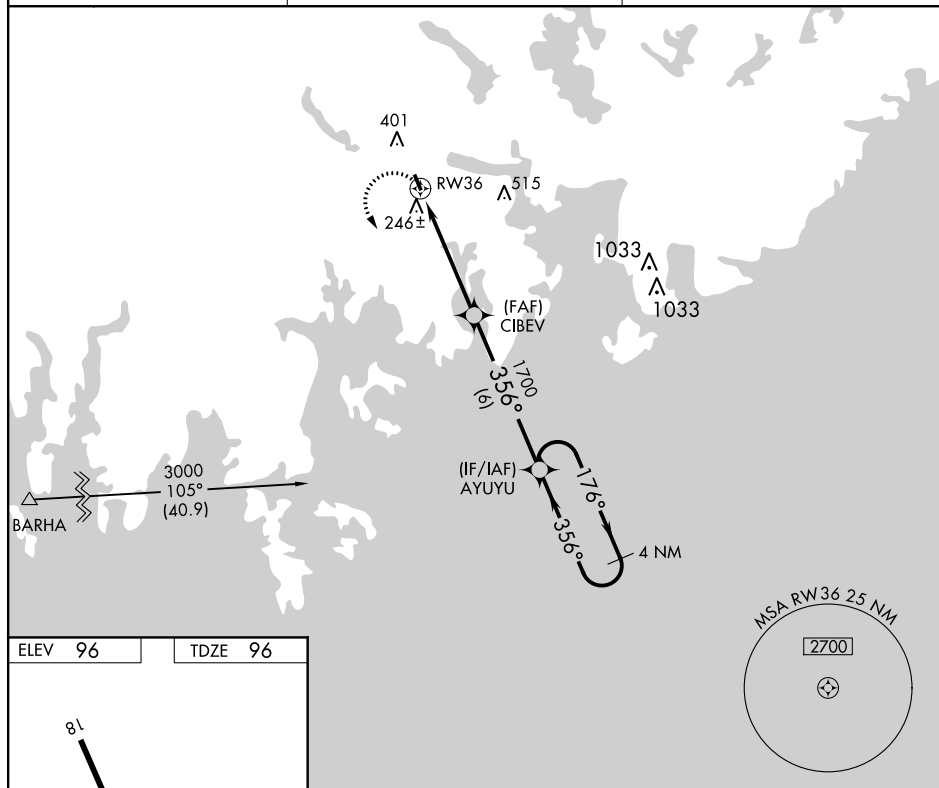 401
RW36
515
246±
1033
1033
(FAF)
CIBEV
1700
356°
(6)
(IF/IAF)
AYUYU
176°
356°
4 NM
3000
105°
(40.9)
BARHA
MSA RW36 25 NM
2700
ELEV 96
TDZE 96
18